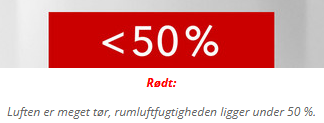 <50%
Rødt:
Luften er meget tør, rumluftfugtigheden ligger under 50 %.